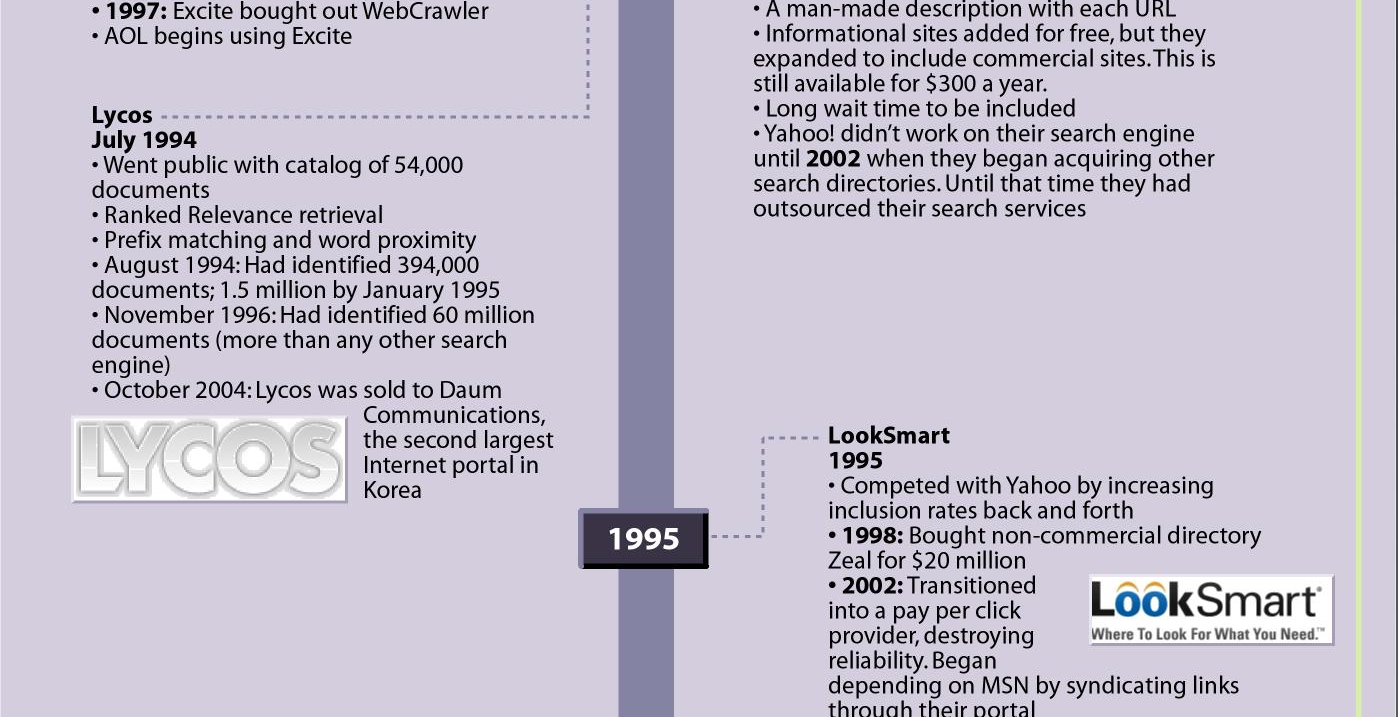 • 1997: Excite bought out WebCrawler
• AOL begins using Excite
Lycos
July 1994
• Went public with catalog of 54,000
documents
• Ranked Relevance retrieval
• Prefix matching and word proximity
• August 1994: Had identified 394,000
documents; 1.5 million by January 1995
• November 1996: Had identified 60 million
documents (more than any other search
engine)
• October 2004: Lycos was sold to Daum
Communications,
the second largest
Internet portal in
Korea
LYCOS
• A man-made description with each URL
• Informational sites added for free, but they
expanded to include commercial sites. This is
still available for $300 a year.
• Long wait time to be included
• Yahoo! didn't work on their search engine
until 2002 when they began acquiring other
search directories. Until that time they had
outsourced their search services
1995
LookSmart
1995
• Competed with Yahoo by increasing
inclusion rates back and forth
• 1998: Bought non-commercial directory
Zeal for $20 million
• 2002: Transitioned
into a pay per click
provider, destroying
reliability. Began
depending on MSN by syndicating links
through their portal
LookSmart®
Where To Look For What You Need.™